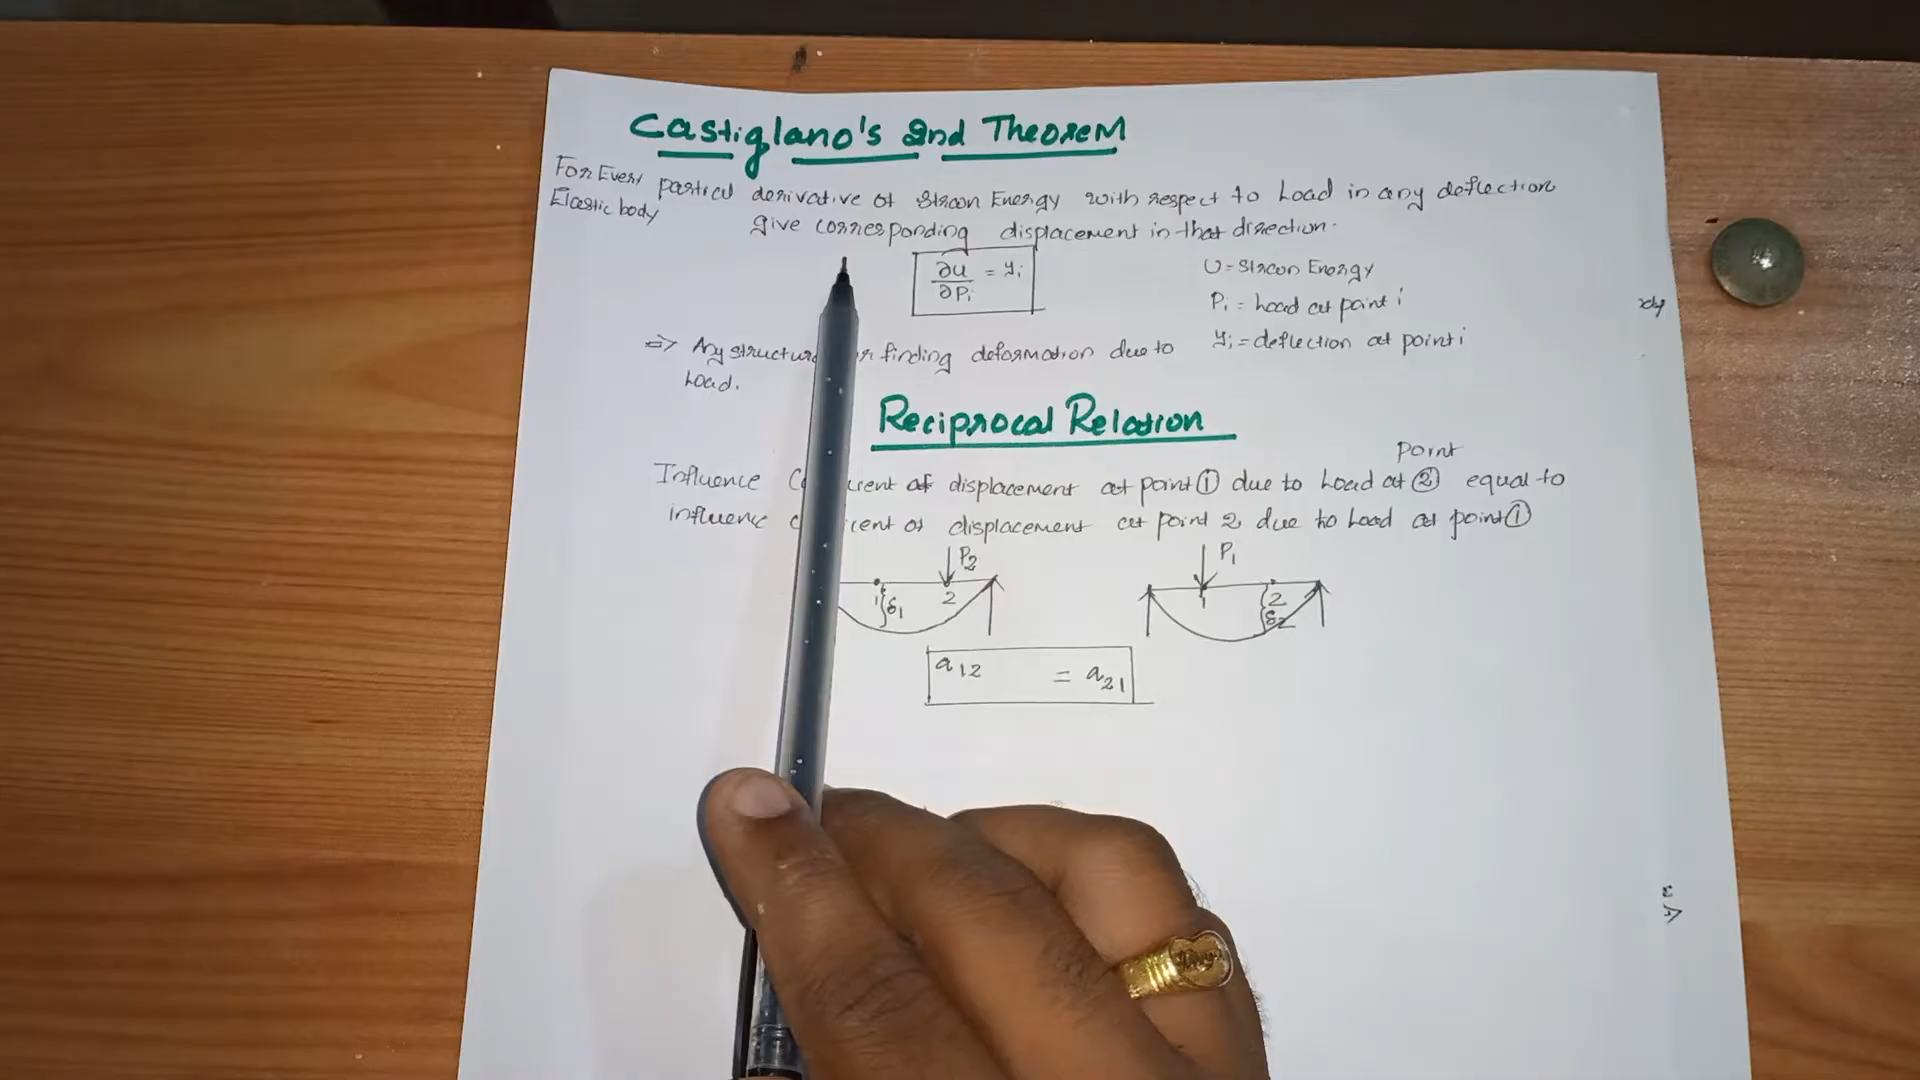 Castiglano's 2nd Theorem
For Every partical derivative of Strain Energy with respect to Load in any deflection
Elastic body give corresponding displacement in that direction.
∂U/∂Pi = yi
U = Strain Energy
Pi = Load at point i
yi = deflection at point i
⇒ Any structure finding deformation due to
Load.
Reciprocal Relation
Point
Influence of displacement at point ① due to Load at ② equal to
influence of displacement at point 2 due to Load at point ①
P2
1 δ1 2
P1
1 2 δ2
a12 = a21